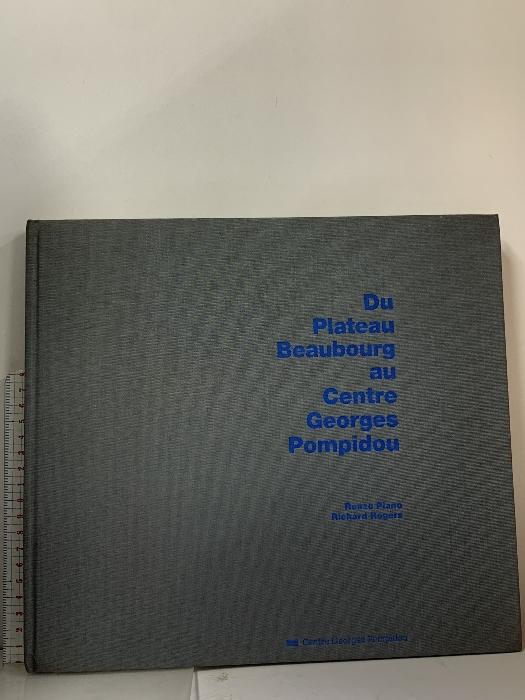 Du
Plateau
Beaubourg
au
Centre
Georges
Pompidou
Renzo Piano
Richard Rogers
Centre Georges Pompidou